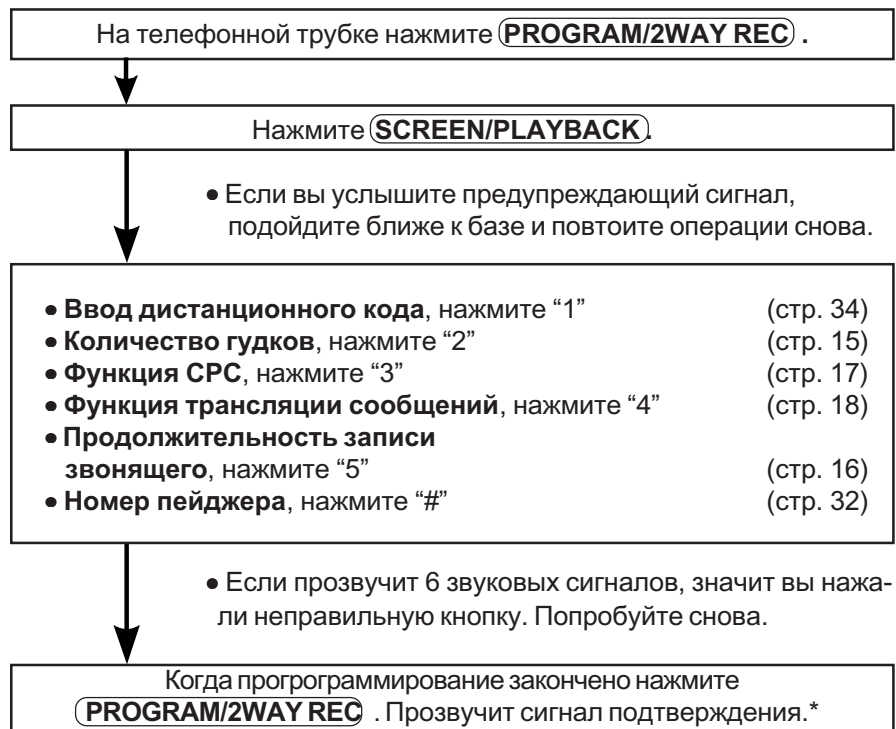 На телефонной трубке нажмите PROGRAM/2WAY REC .
Нажмите SCREEN/PLAYBACK.
• Если вы услышите предупреждающий сигнал,
подойдите ближе к базе и повтоите операции снова.
• Ввод дистанционного кода, нажмите “1” (стр. 34)
• Количество гудков, нажмите “2” (стр. 15)
• Функция CPC, нажмите “3” (стр. 17)
• Функция трансляции сообщений, нажмите “4” (стр. 18)
• Продолжительность записи
звонящего, нажмите “5” (стр. 16)
• Номер пейджера, нажмите “#” (стр. 32)
• Если прозвучит 6 звуковых сигналов, значит вы нажа-
ли неправильную кнопку. Попробуйте снова.
Когда прогрограммирование закончено нажмите
PROGRAM/2WAY REC . Прозвучит сигнал подтверждения.*